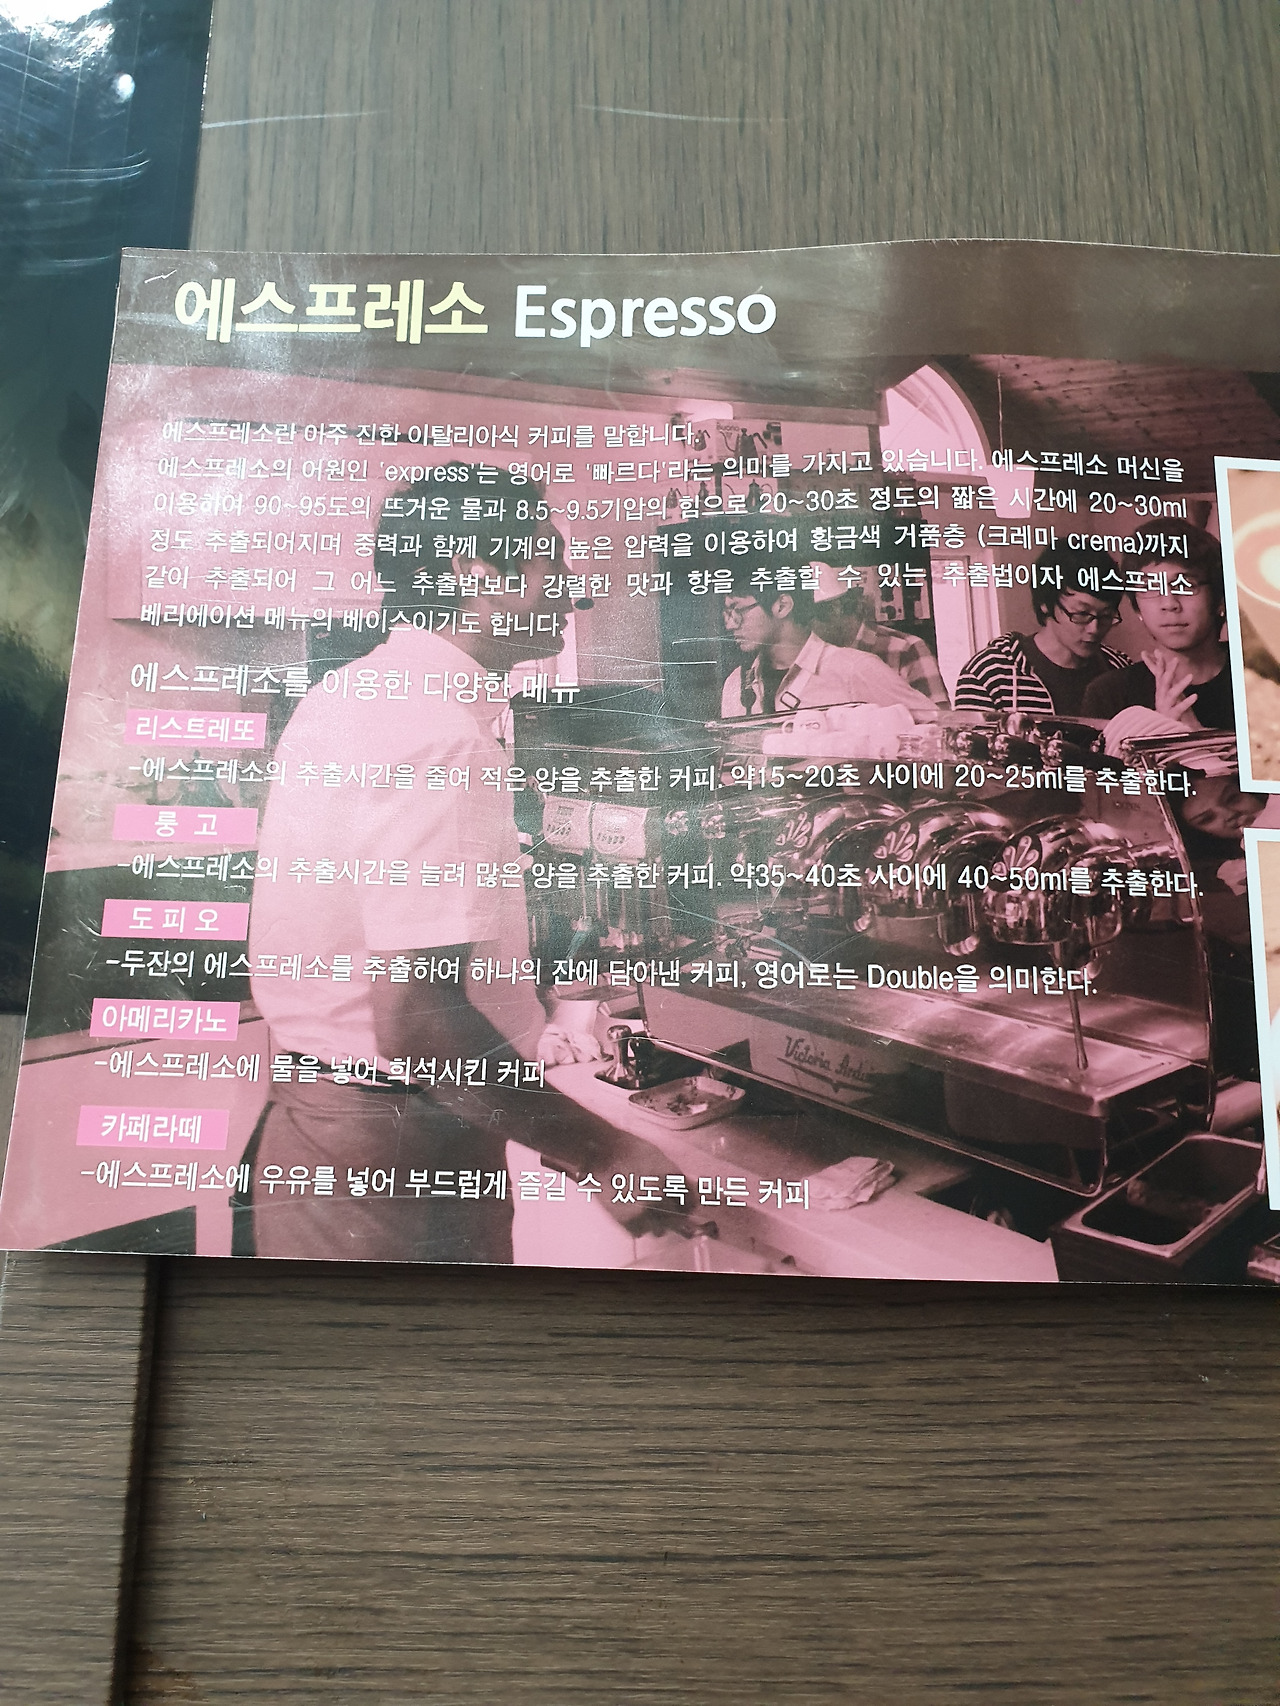 에스프레소 Espresso
에스프레소란 아주 진한 이탈리아식 커피를 말합니다.
에스프레소의 어원인 'express'는 영어로 '빠르다'라는 의미를 가지고 있습니다. 에스프레소 머신을
이용하여 90~95도의 뜨거운 물과 8.5~9.5기압의 힘으로 20~30초 정도의 짧은 시간에 20~30ml
정도 추출되어지며 중력과 함께 기계의 높은 압력을 이용하여 황금색 거품층 (크레마 crema)까지
같이 추출되어 그 어느 추출법보다 강렬한 맛과 향을 추출할 수 있는 추출법이자 에스프레소
베리에이션 메뉴의 베이스이기도 합니다.
에스프레소를 이용한 다양한 메뉴
리스트레또
-에스프레소의 추출시간을 줄여 적은 양을 추출한 커피. 약15~20초 사이에 20~25ml를 추출한다.
룽 고
-에스프레소의 추출시간을 늘려 많은 양을 추출한 커피. 약35~40초 사이에 40~50ml를 추출한다.
도 피 오
-두잔의 에스프레소를 추출하여 하나의 잔에 담아낸 커피, 영어로는 Double을 의미한다.
아메리카노
-에스프레소에 물을 넣어 희석시킨 커피
Victoria
카페라떼
-에스프레소에 우유를 넣어 부드럽게 즐길 수 있도록 만든 커피